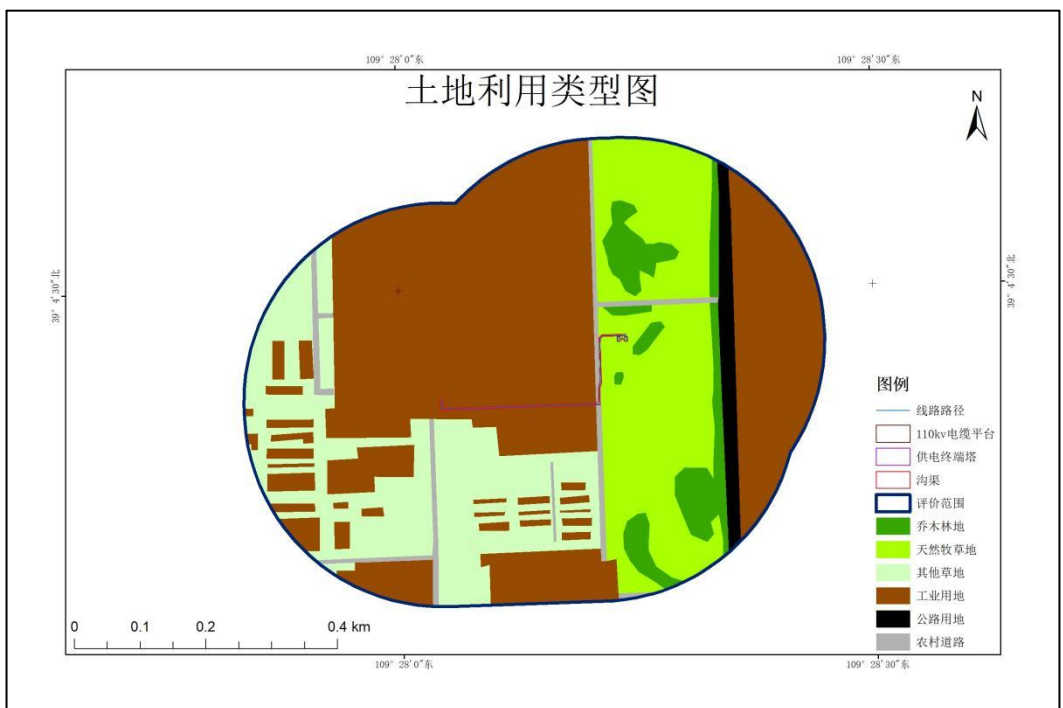 109° 28′ 0″东
109° 28′ 30″东
土地利用类型图
N
39° 4′ 30″北
39° 4′ 30″北
图例
线路路径
110kv电缆平台
供电终端塔
沟渠
评价范围
乔木林地
天然牧草地
其他草地
工业用地
公路用地
农村道路
0 0.1 0.2 0.4 km
109° 28′ 0″东
109° 28′ 30″东